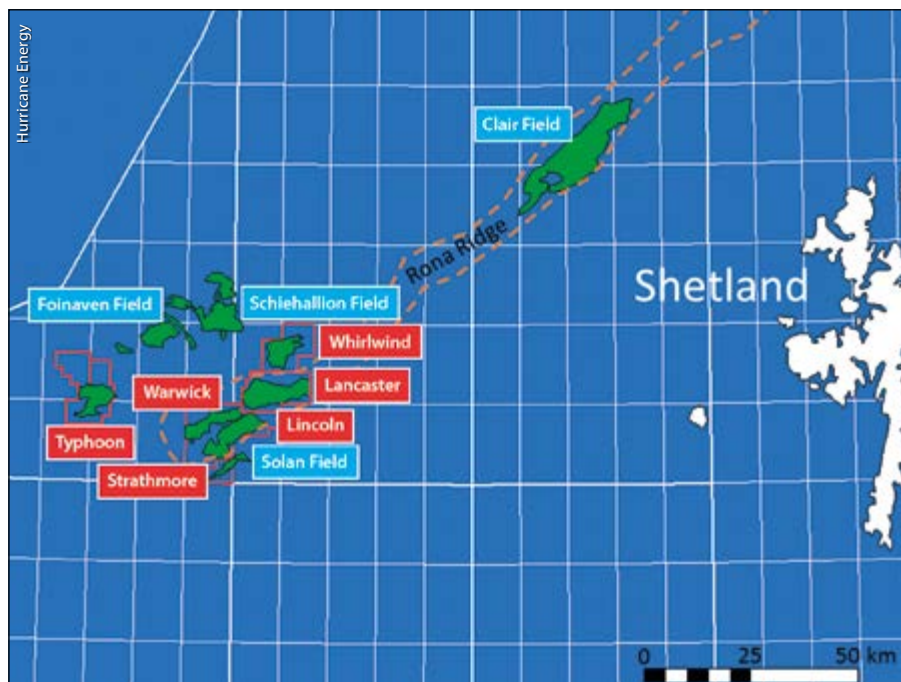 Hurricane Energy
Clair Field
Rona Ridge
Shetland
Foinaven Field
Schiehallion Field
Whirlwind
Warwick
Lancaster
Typhoon
Lincoln
Solan Field
Strathmore
0 25 50 km